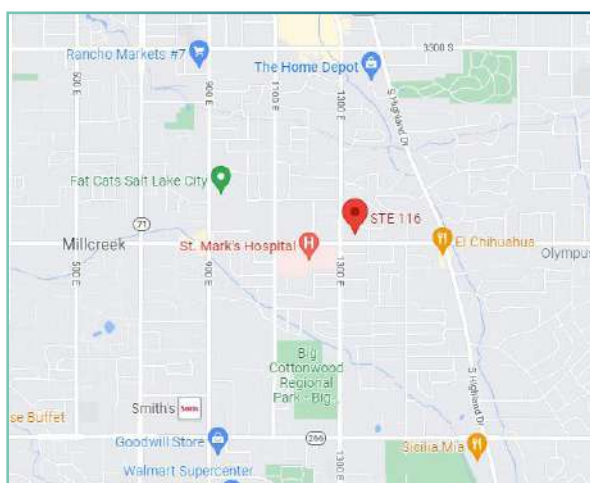 Rancho Markets #7
3300 S
The Home Depot
900 E
1100 E
1300 E
S Highland Dr
Fat Cats Salt Lake City
STE 116
71
Millcreek
St. Mark's Hospital
H
El Chihuahua
Olympus
500 E
900 E
1300 E
Big
Cottonwood
Regional
Park - Big...
S Highland Dr
Smith's
se Buffet
Goodwill Store
266
Sicilia Mia
1300 E
Walmart Supercenter